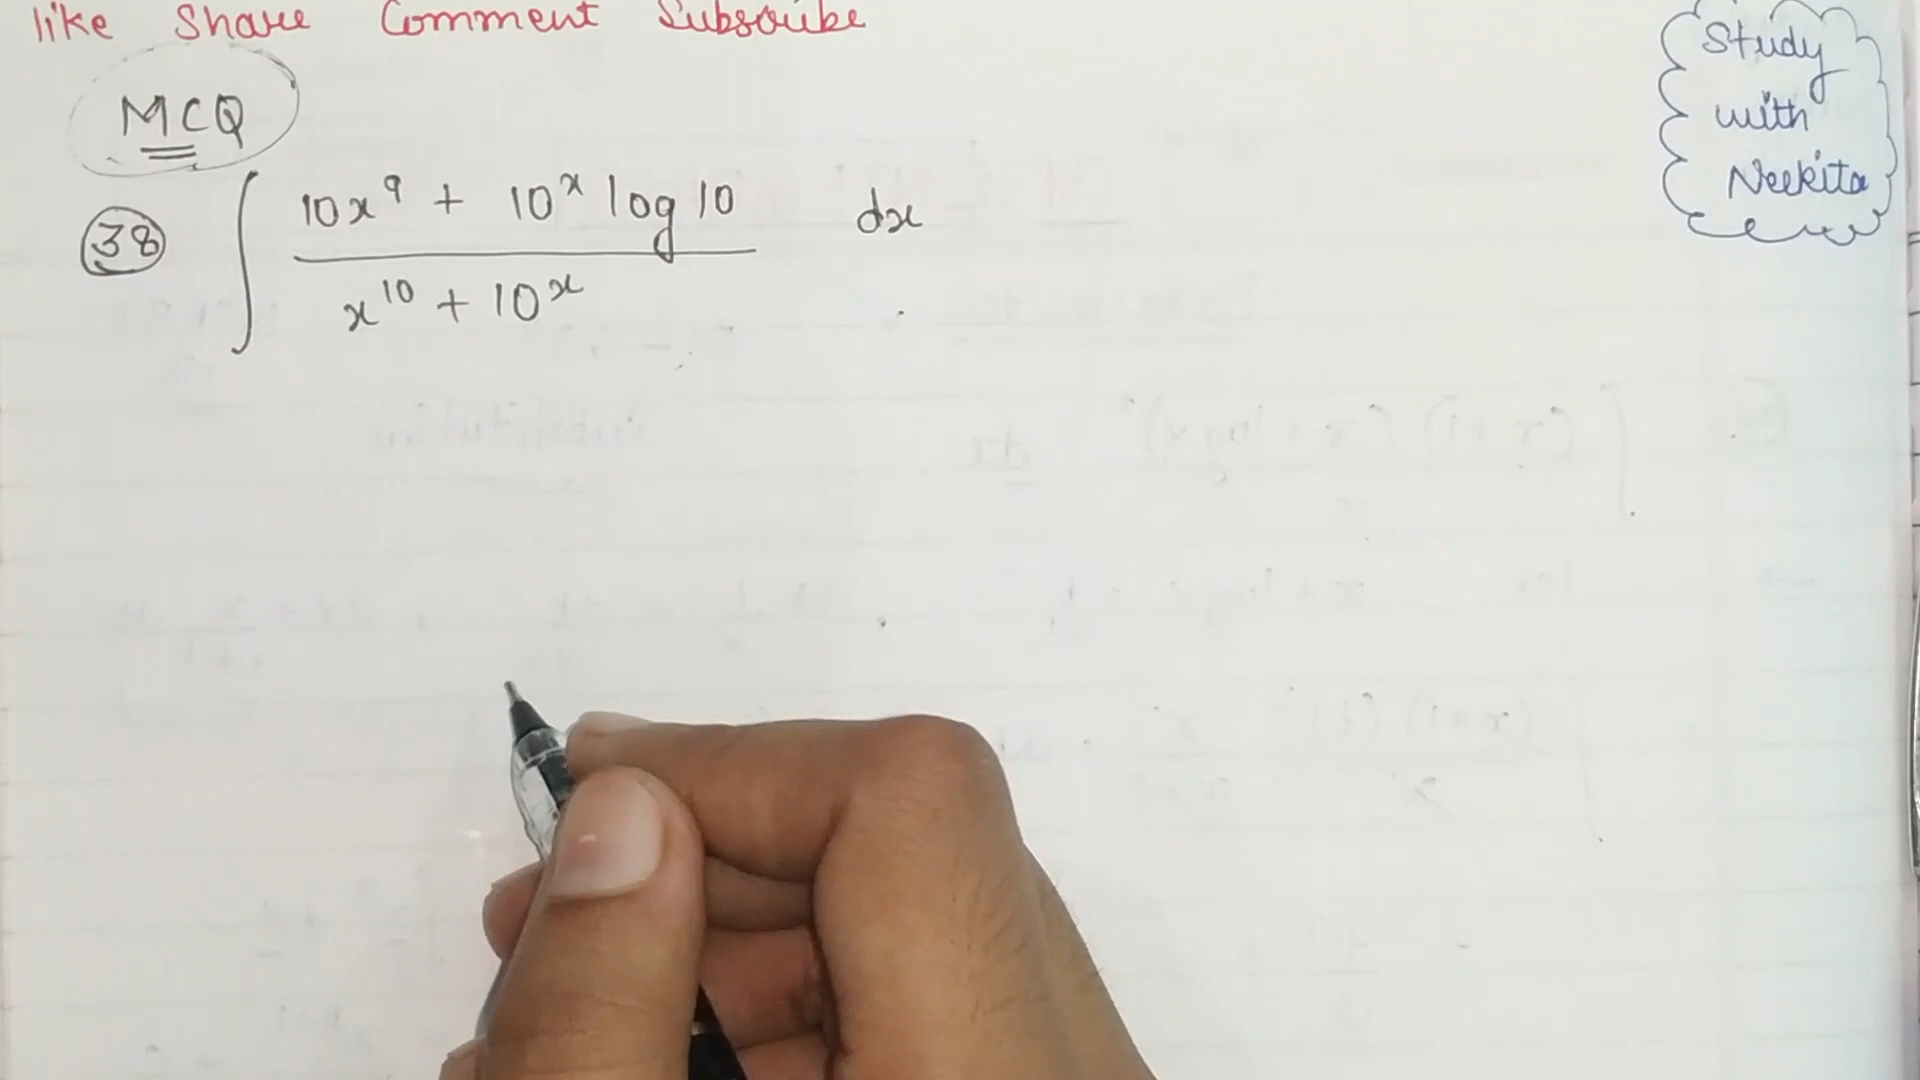 like Share Comment Subscribe
Study
with
Neekita
MCQ
38 ∫ 10x⁹ + 10ˣ log 10 dx
x¹⁰ + 10ˣ